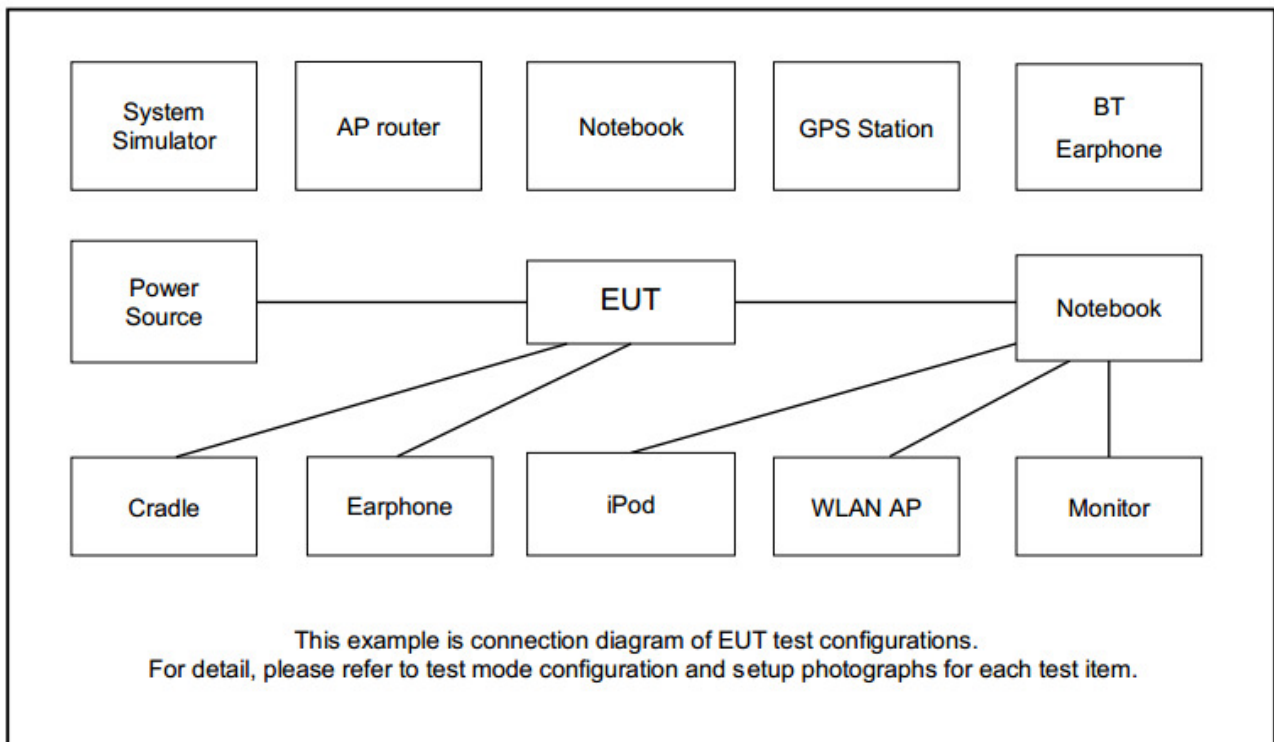 System
Simulator
AP router
Notebook
GPS Station
BT
Earphone
Power
Source
EUT
Notebook
Cradle
Earphone
iPod
WLAN AP
Monitor
This example is connection diagram of EUT test configurations.
For detail, please refer to test mode configuration and setup photographs for each test item.